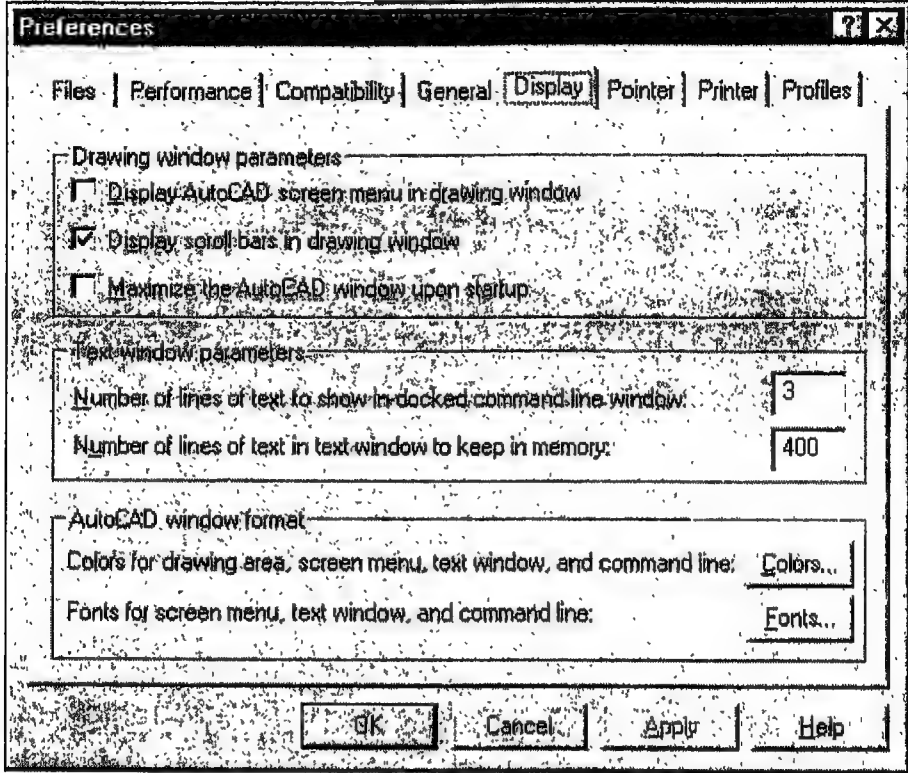 Preferences
Files Performance Compatibility General Display Pointer Printer Profiles
Drawing window parameters
Display AutoCAD screen menu in drawing window
Display scroll bars in drawing window
Maximize the AutoCAD window upon startup
Text window parameters
Number of lines of text to show in docked command line window: 3
Number of lines of text in text window to keep in memory: 400
AutoCAD window format
Colors for drawing area, screen menu, text window, and command line: Colors...
Fonts for screen menu, text window, and command line: Fonts...
OK Cancel Apply Help